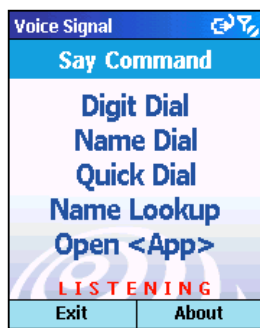 Voice Signal
Say Command
Digit Dial
Name Dial
Quick Dial
Name Lookup
Open <App>
LISTENING
Exit About